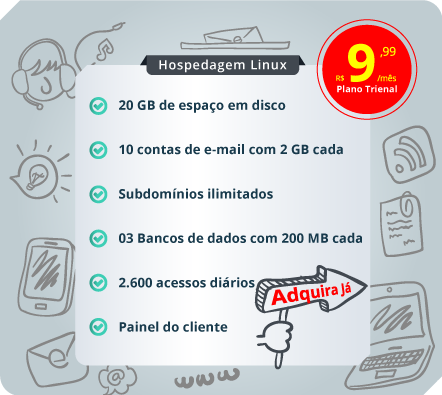 Hospedagem Linux
R$ 9,99
/mês
Plano Trienal
20 GB de espaço em disco
10 contas de e-mail com 2 GB cada
Subdomínios ilimitados
03 Bancos de dados com 200 MB cada
2.600 acessos diários
Adquira Já
Painel do cliente
www